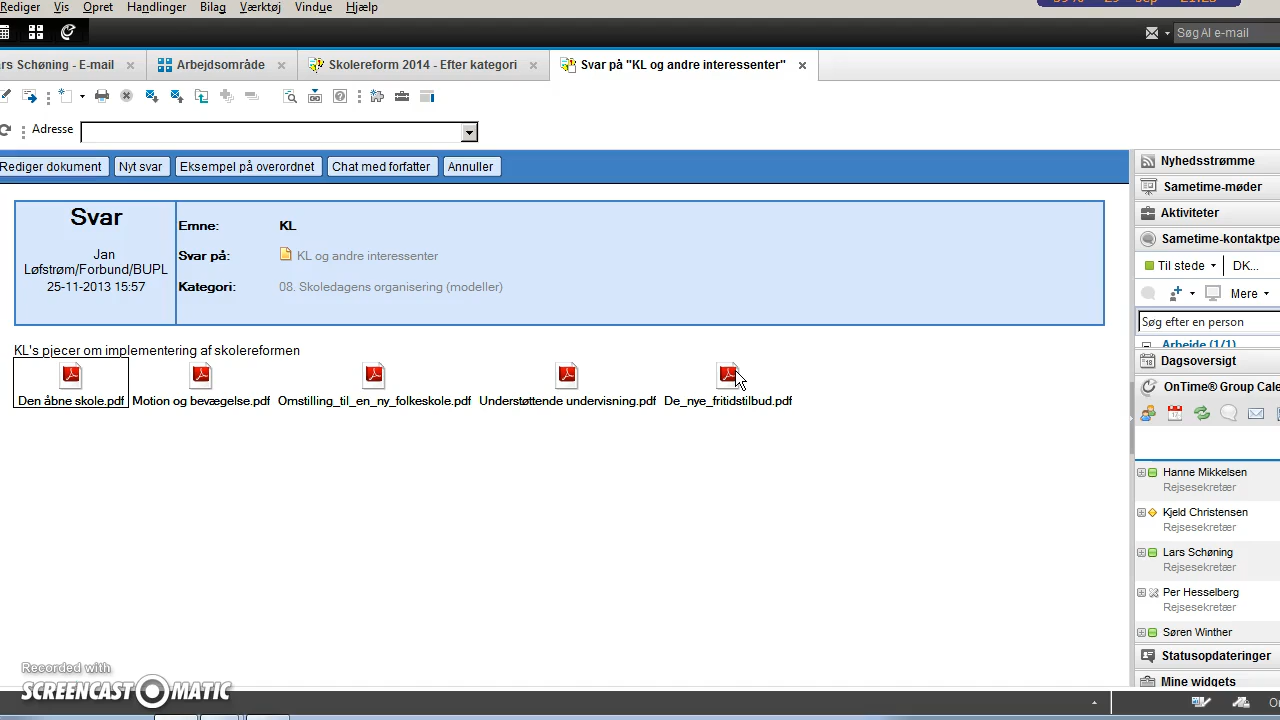 Rediger Vis Opret Handlinger Bilag Værktøj Vindue Hjælp
Søg Al e-mail
rs Schøning - E-mail
Arbejdsområde
Skolereform 2014 - Efter kategori
Svar på "KL og andre interessenter"
Adresse
Rediger dokument Nyt svar Eksempel på overordnet Chat med forfatter Annuller
Svar
Jan
Løfstrøm/Forbund/BUPL
25-11-2013 15:57
Emne: KL
Svar på: KL og andre interessenter
Kategori: 08. Skoledagens organisering (modeller)
KL's pjecer om implementering af skolereformen
Den åbne skole.pdf Motion og bevægelse.pdf Omstilling_til_en_ny_folkeskole.pdf Understøttende undervisning.pdf De_nye_fritidstilbud.pdf
Nyhedsstrømme
Sametime-møder
Aktiviteter
Sametime-kontaktpe
Til stede DK...
Mere
Søg efter en person
Arbejde (1/1)
Dagsoversigt
OnTime® Group Cale
Hanne Mikkelsen
Rejsesekretær
Kjeld Christensen
Rejsesekretær
Lars Schøning
Rejsesekretær
Per Hesselberg
Rejsesekretær
Søren Winther
Statusopdateringer
Mine widgets
Recorded with
SCREENCAST-O-MATIC